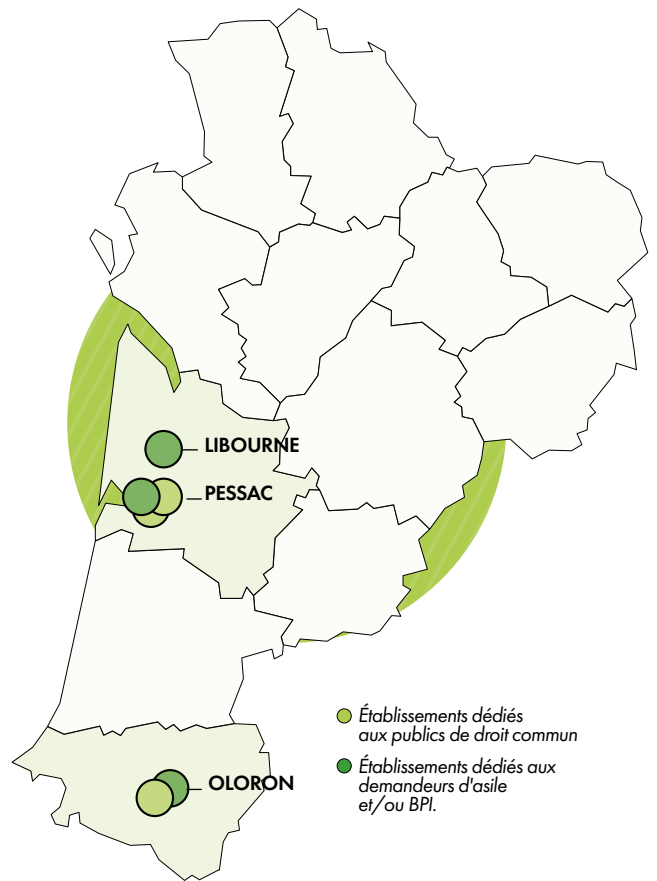 LIBOURNE
PESSAC
OLORON
Établissements dédiés
aux publics de droit commun
Établissements dédiés aux
demandeurs d'asile
et/ou BPI.